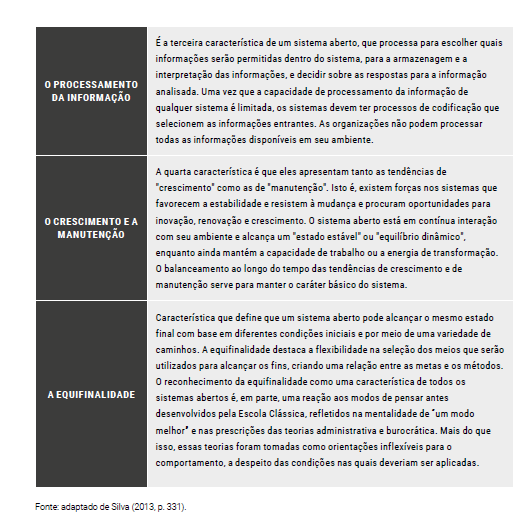 O PROCESSAMENTO
DA INFORMAÇÃO
É a terceira característica de um sistema aberto, que processa para escolher quais
informações serão permitidas dentro do sistema, para a armazenagem e a
interpretação das informações, e decidir sobre as respostas para a informação
analisada. Uma vez que a capacidade de processamento da informação de
qualquer sistema é limitada, os sistemas devem ter processos de codificação que
selecionem as informações entrantes. As organizações não podem processar
todas as informações disponíveis em seu ambiente.
O CRESCIMENTO E A
MANUTENÇÃO
A quarta característica é que eles apresentam tanto as tendências de
"crescimento" como as de "manutenção". Isto é, existem forças nos sistemas que
favorecem a estabilidade e resistem à mudança e procuram oportunidades para
inovação, renovação e crescimento. O sistema aberto está em contínua interação
com seu ambiente e alcança um "estado estável" ou "equilíbrio dinâmico",
enquanto ainda mantém a capacidade de trabalho ou a energia de transformação.
O balanceamento ao longo do tempo das tendências de crescimento e de
manutenção serve para manter o caráter básico do sistema.
A EQUIFINALIDADE
Característica que define que um sistema aberto pode alcançar o mesmo estado
final com base em diferentes condições iniciais e por meio de uma variedade de
caminhos. A equifinalidade destaca a flexibilidade na seleção dos meios que serão
utilizados para alcançar os fins, criando uma relação entre as metas e os métodos.
O reconhecimento da equifinalidade como uma característica de todos os
sistemas abertos é, em parte, uma reação aos modos de pensar antes
desenvolvidos pela Escola Clássica, refletidos na mentalidade de "um modo
melhor" e nas prescrições das teorias administrativa e burocrática. Mais do que
isso, essas teorias foram tomadas como orientações inflexíveis para o
comportamento, a despeito das condições nas quais deveriam ser aplicadas.
Fonte: adaptado de Silva (2013, p. 331).